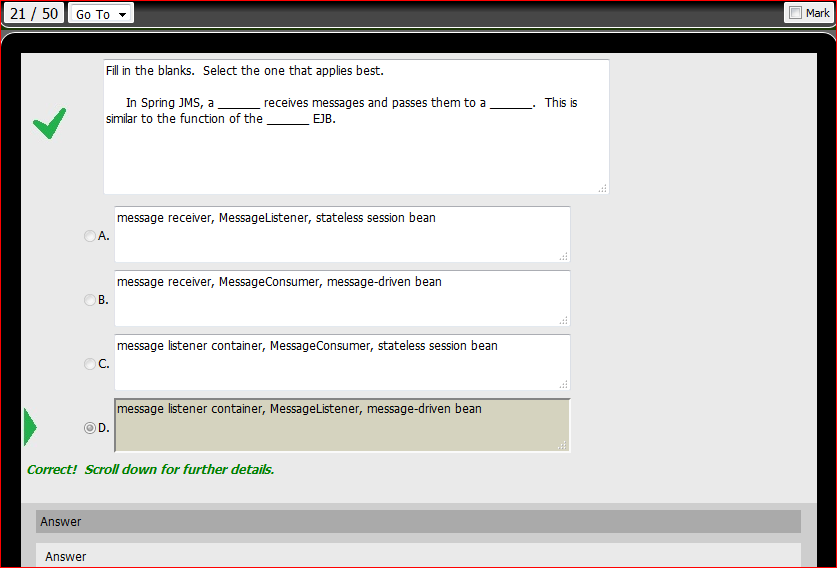 21 / 50 Go To Mark
Fill in the blanks. Select the one that applies best.
In Spring JMS, a ______ receives messages and passes them to a ______. This is
similar to the function of the ______ EJB.
A. message receiver, MessageListener, stateless session bean
B. message receiver, MessageConsumer, message-driven bean
C. message listener container, MessageConsumer, stateless session bean
D. message listener container, MessageListener, message-driven bean
Correct! Scroll down for further details.
Answer
Answer